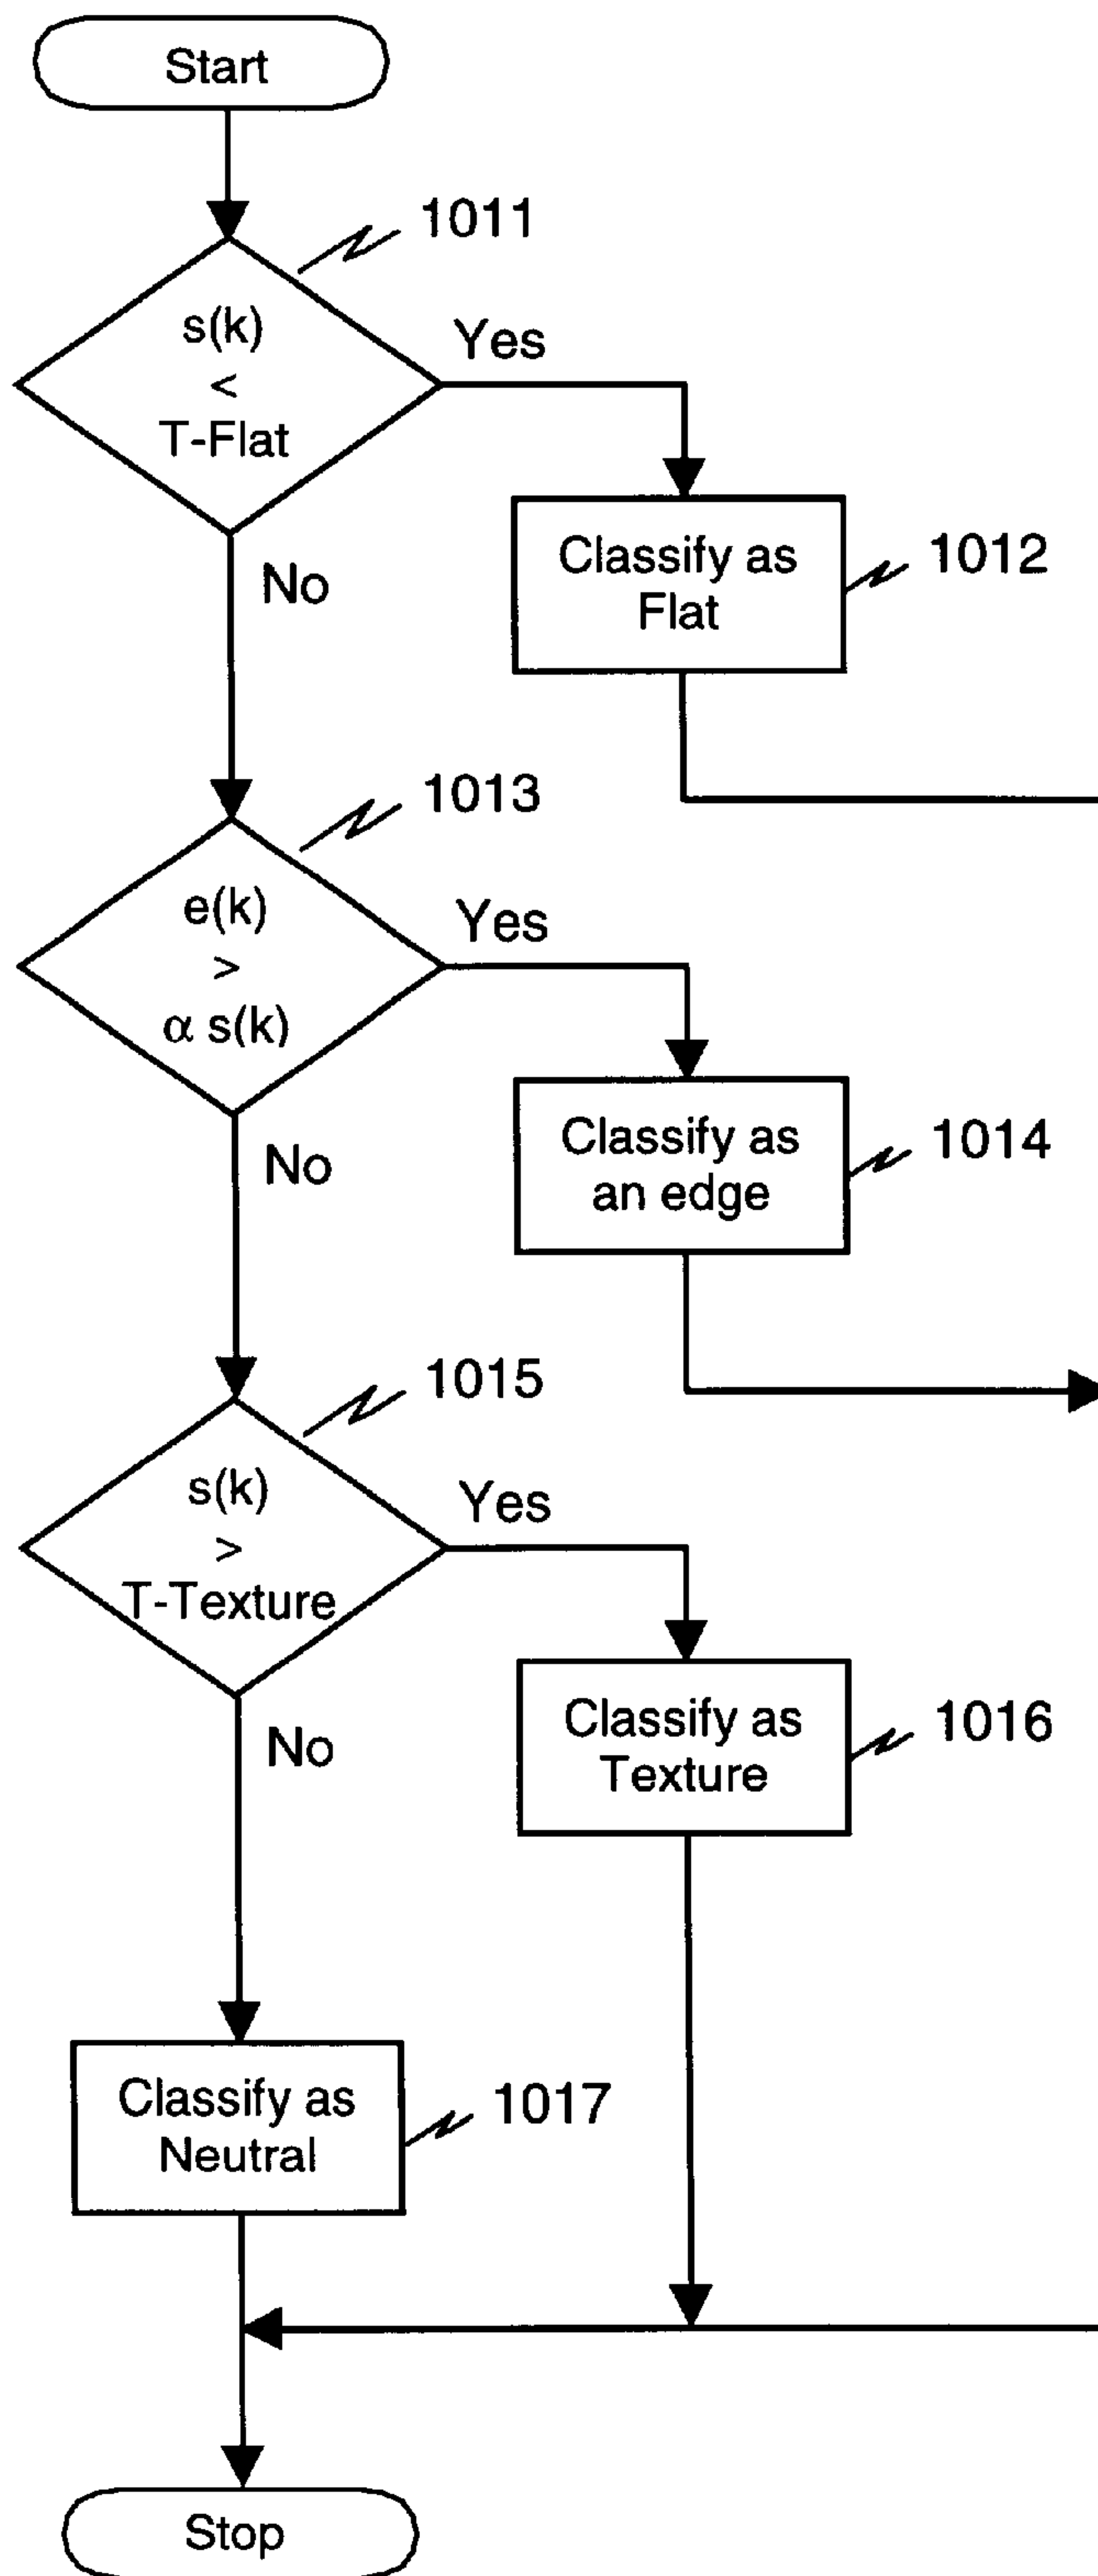 Start
1011
s(k)
<
T-Flat
Yes
No
Classify as
Flat
1012
1013
e(k)
>
α s(k)
Yes
No
Classify as
an edge
1014
1015
s(k)
>
T-Texture
Yes
No
Classify as
Texture
1016
Classify as
Neutral
1017
Stop